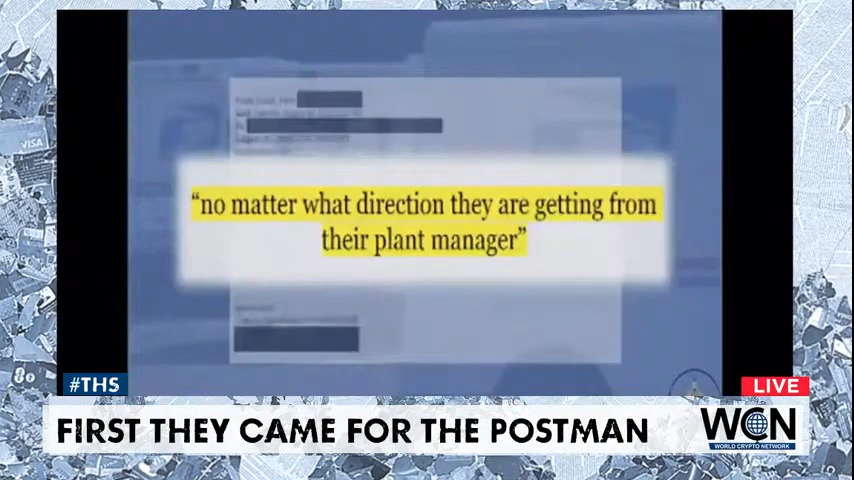 VISA
“no matter what direction they are getting from
their plant manager”
#THS
LIVE
FIRST THEY CAME FOR THE POSTMAN
WCN
WORLD CRYPTO NETWORK